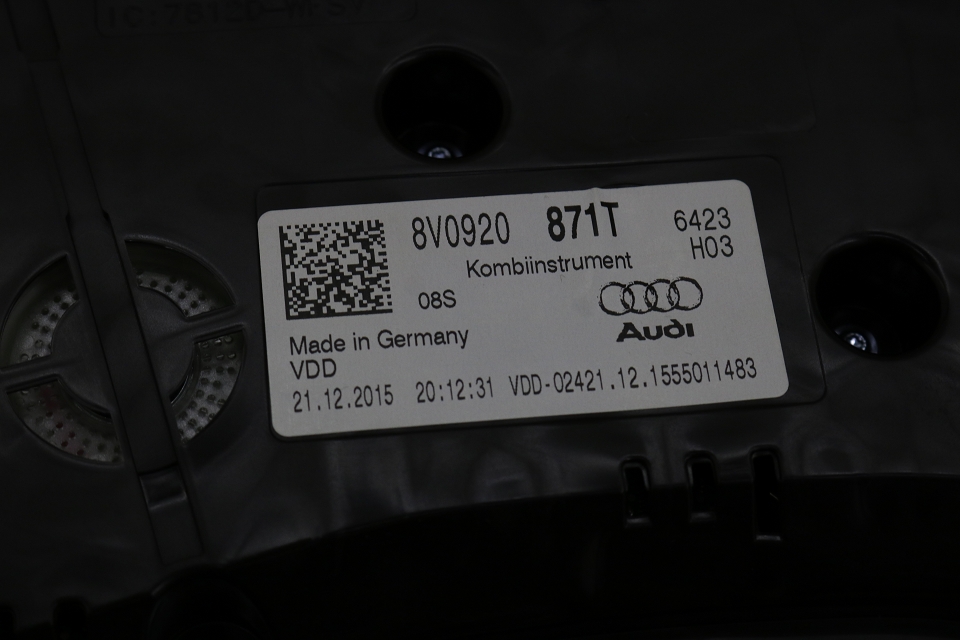 8V0920 871T 6423
H03
Kombiinstrument
08S
Audi
Made in Germany
VDD
21.12.2015 20:12:31 VDD-02421.12.1555011483